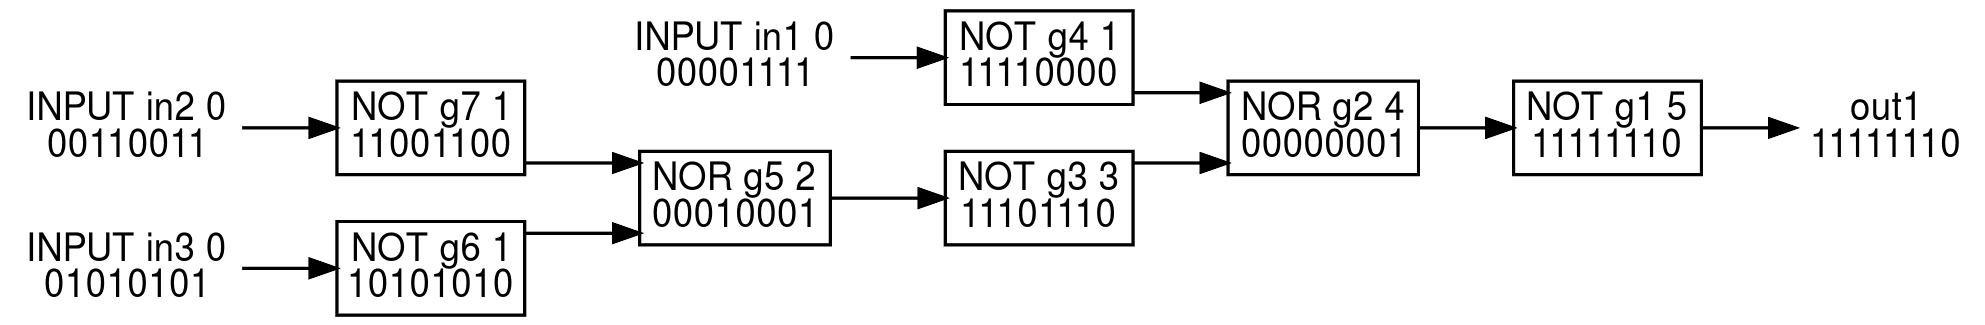 INPUT in1 0
00001111
NOT g4 1
11110000
INPUT in2 0
00110011
NOT g7 1
11001100
NOR g2 4
00000001
NOT g1 5
11111110
out1
11111110
NOR g5 2
00010001
NOT g3 3
11101110
INPUT in3 0
01010101
NOT g6 1
10101010